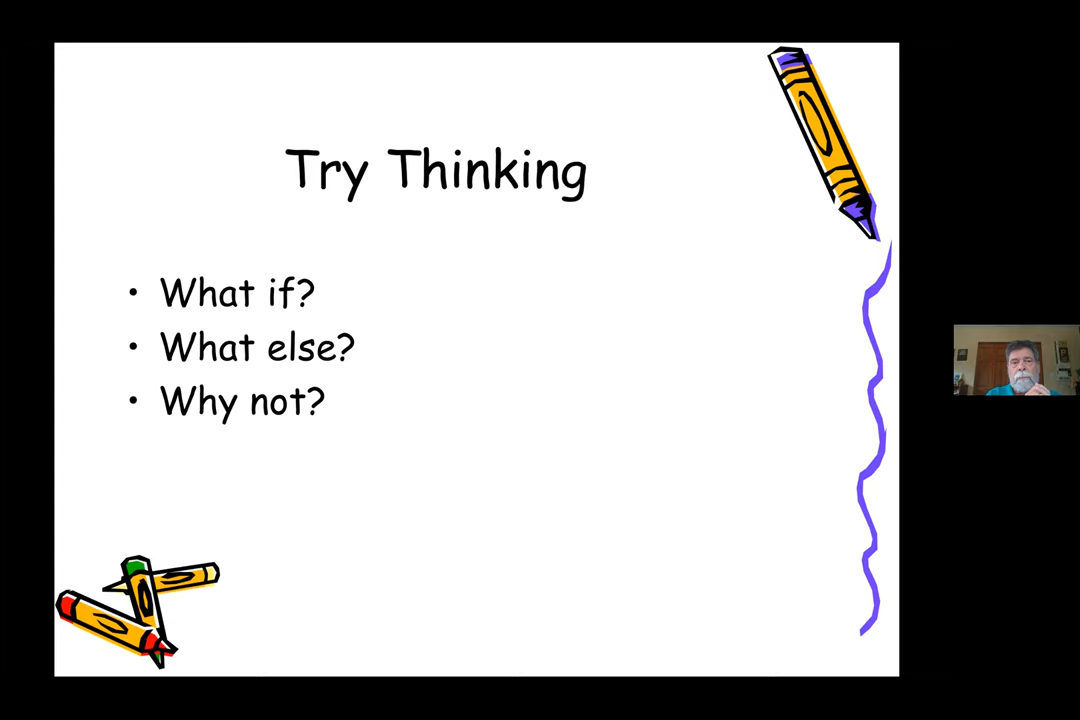 Try Thinking
• What if?
• What else?
• Why not?